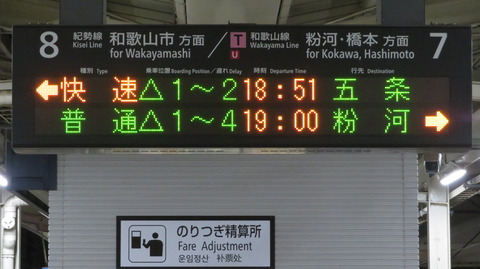 8 紀勢線 和歌山市 方面 / T 和歌山線 粉河・橋本 方面 7
Kisei Line for Wakayamashi U Wakayama Line for Kokawa, Hashimoto
種別 Type 乗車位置 Boarding Position /遅れ Delay 時刻 Departure Time 行先 Destination
←快速△1~2 18:51 五条
普通△1~4 19:00 粉河→
のりつぎ精算所
Fare Adjustment
운임정산 补票处